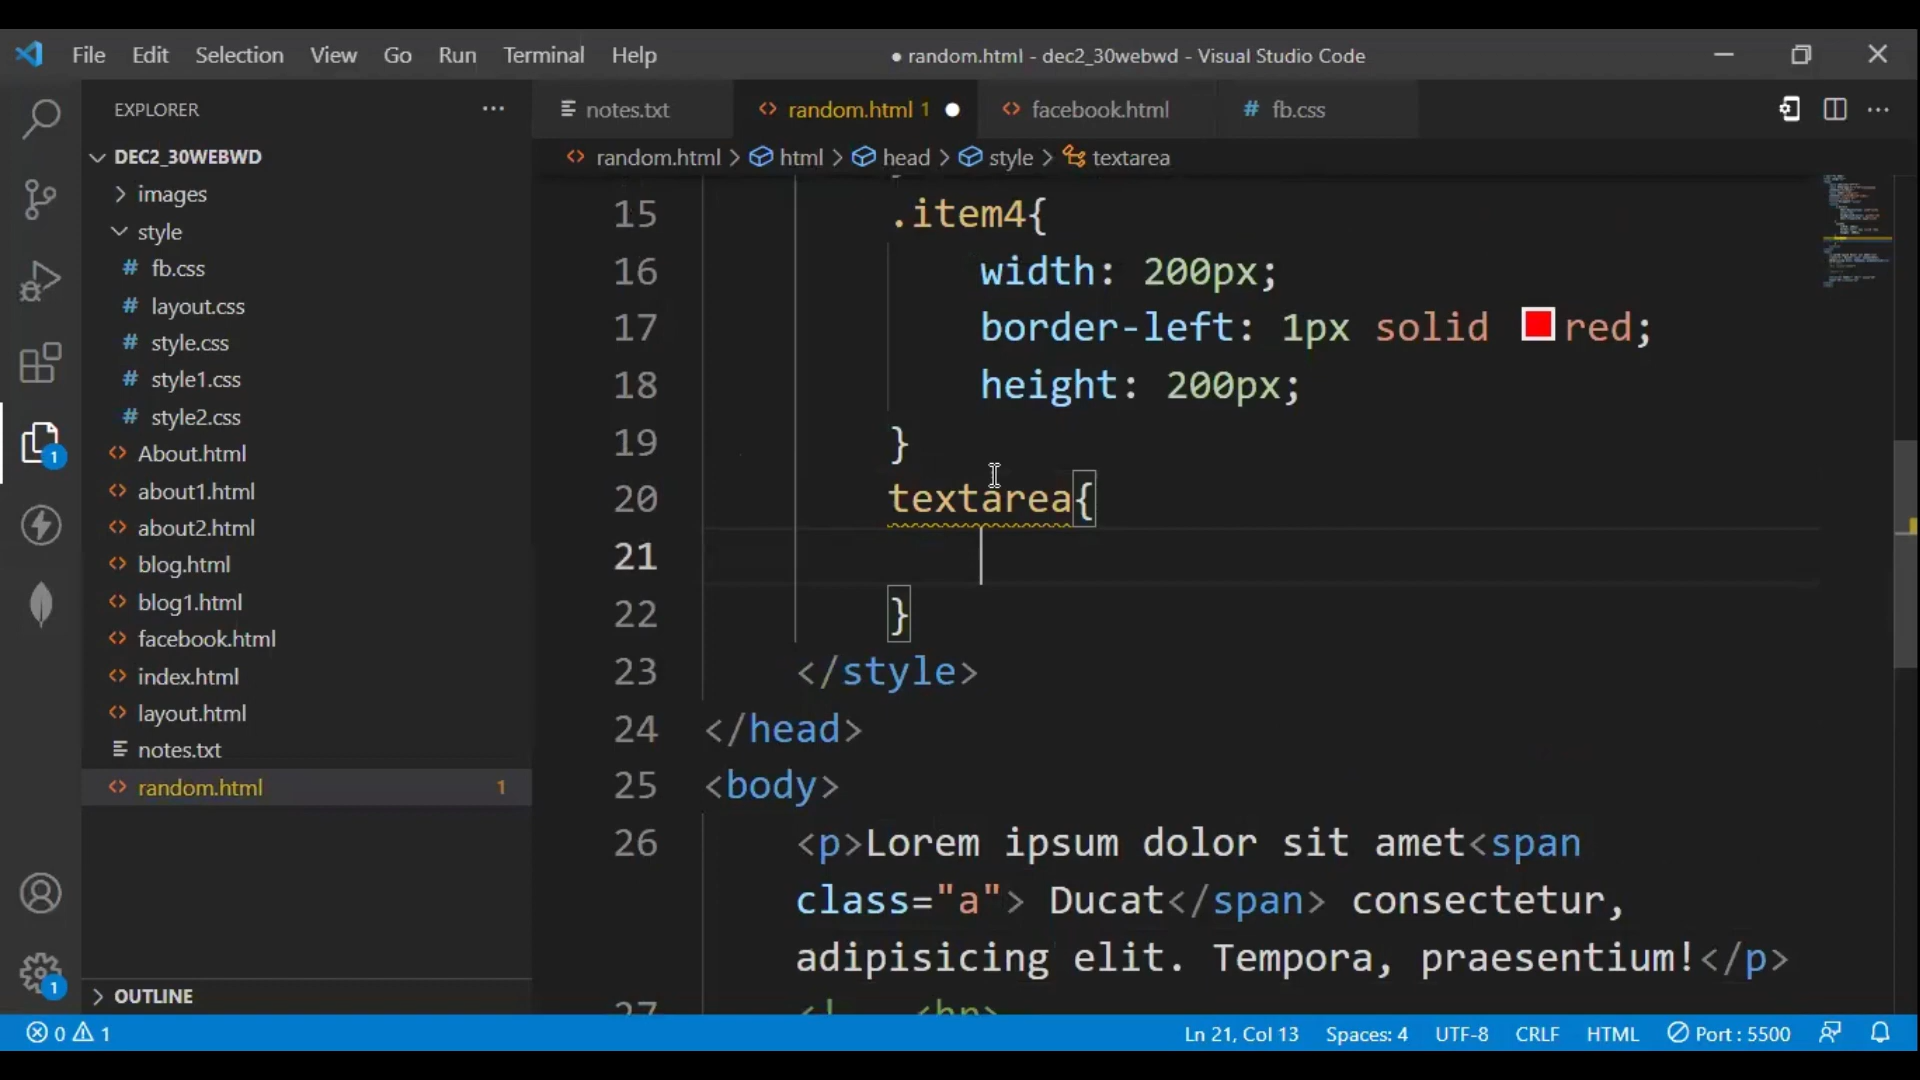 File Edit Selection View Go Run Terminal Help ● random.html - dec2_30webwd - Visual Studio Code
EXPLORER ···
notes.txt random.html 1 ● facebook.html # fb.css
DEC2_30WEBWD
random.html > html > head > style > textarea
images
style
# fb.css
# layout.css
# style.css
# style1.css
# style2.css
About.html
about1.html
about2.html
blog.html
blog1.html
facebook.html
index.html
layout.html
notes.txt
random.html 1
OUTLINE
15 .item4{
16 width: 200px;
17 border-left: 1px solid red;
18 height: 200px;
19 }
20 textarea{
21
22 }
23 </style>
24 </head>
25 <body>
26 <p>Lorem ipsum dolor sit amet<span
class="a"> Ducat</span> consectetur,
adipisicing elit. Tempora, praesentium!</p>
1
1
0 1 Ln 21, Col 13 Spaces: 4 UTF-8 CRLF HTML Port : 5500